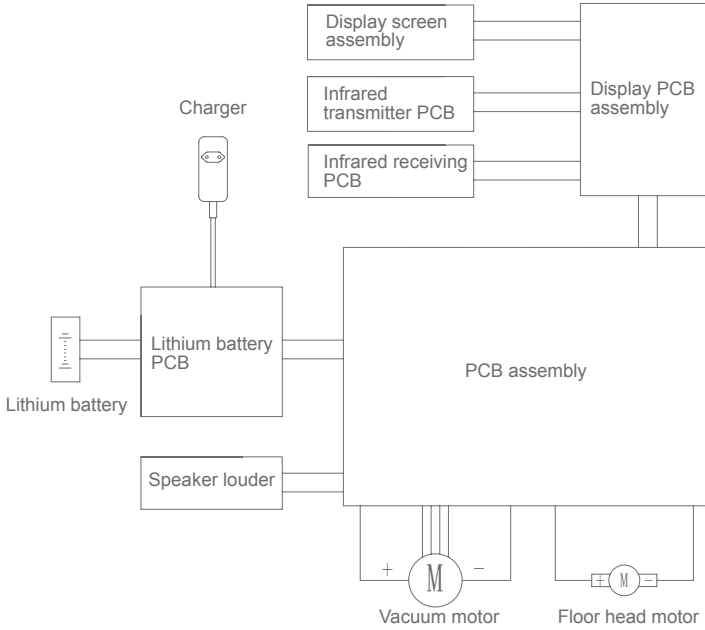 Display screen
assembly
Display PCB
assembly
Infrared
transmitter PCB
Charger
Infrared receiving
PCB
Lithium battery
PCB
PCB assembly
Lithium battery
Speaker louder
+ M -
+ M -
Vacuum motor
Floor head motor